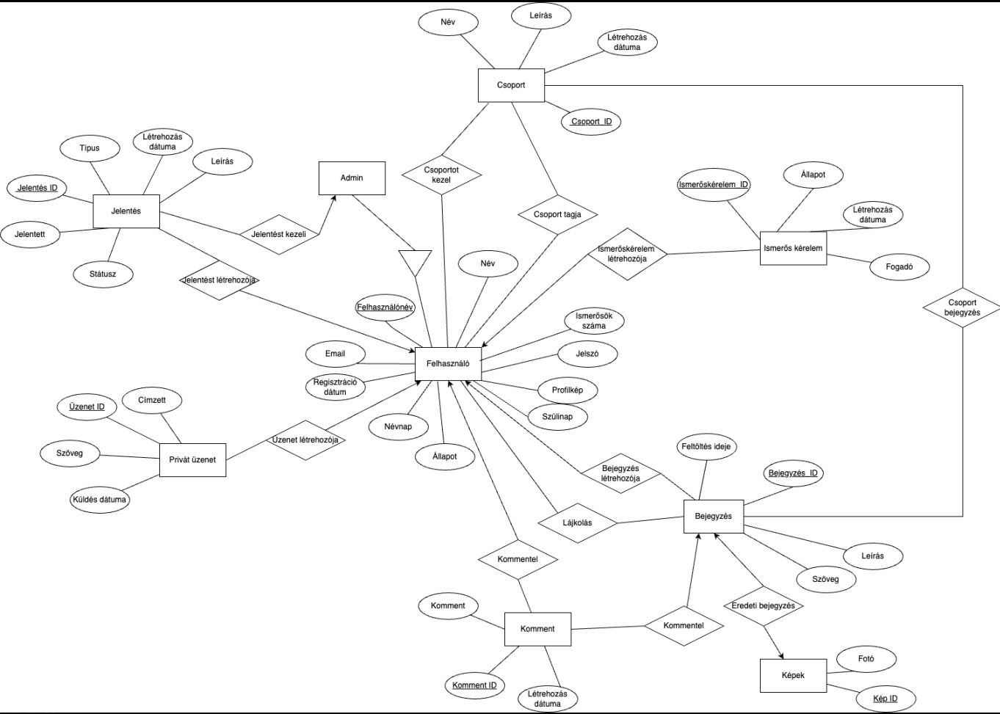 Név
Leírás
Létrehozás
dátuma
Csoport
Csoport_ID
Típus
Létrehozás
dátuma
Leírás
Jelentés ID
Jelentés
Jelentett
Státusz
Admin
Jelentést kezeli
Jelentést létrehozója
Csoportot
kezel
Csoport tagja
Ismerőskérelem_ID
Állapot
Létrehozás
dátuma
Ismerős kérelem
Fogadó
Ismerőskérelem
létrehozója
Csoport
bejegyzés
Név
Felhasználónév
Ismerősök
száma
Email
Felhasználó
Jelszó
Regisztráció
dátum
Profilkép
Szülinap
Névnap
Állapot
Üzenet ID
Címzett
Szöveg
Privát üzenet
Küldés dátuma
Üzenet létrehozója
Bejegyzés
létrehozója
Feltöltés ideje
Bejegyzés_ID
Bejegyzés
Lájkolás
Leírás
Szöveg
Kommentel
Komment
Komment
Kommentel
Eredeti bejegyzés
Komment ID
Létrehozás
dátuma
Képek
Fotó
Kép ID